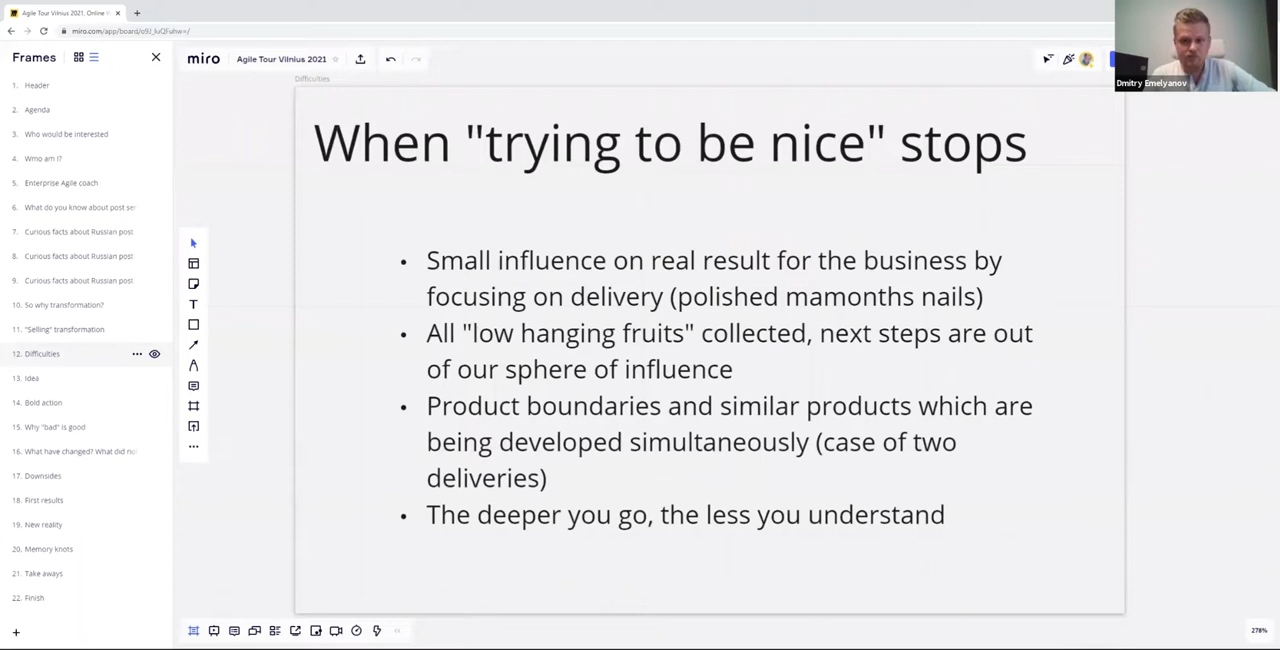 Agile Tour Vilnius 2021, Online
miro.com/app/board/o9J_luQFuhw=/
Frames
miro
Agile Tour Vilnius 2021
Dmitry Emelyanov
Difficulties
1. Header
2. Agenda
3. Who would be interested
4. Who am I?
5. Enterprise Agile coach
6. What do you know about post ser
7. Curious facts about Russian post
8. Curious facts about Russian post
9. Curious facts about Russian post
10. So why transformation?
11. "Selling" transformation
12. Difficulties
13. Idea
14. Bold action
15. Why "bad" is good
16. What have changed? What did no
17. Downsides
18. First results
19. New reality
20. Memory knots
21. Take aways
22. Finish
When "trying to be nice" stops
• Small influence on real result for the business by
focusing on delivery (polished mamonths nails)
• All "low hanging fruits" collected, next steps are out
of our sphere of influence
• Product boundaries and similar products which are
being developed simultaneously (case of two
deliveries)
• The deeper you go, the less you understand
278%